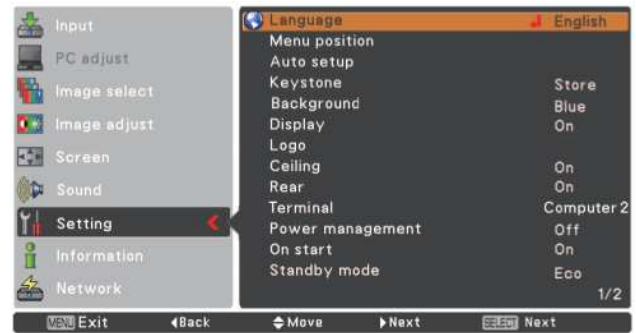 Input
PC adjust
Image select
Image adjust
Screen
Sound
Setting
Information
Network
Language English
Menu position
Auto setup
Keystone Store
Background Blue
Display On
Logo
Ceiling On
Rear On
Terminal Computer 2
Power management Off
On start On
Standby mode Eco
1/2
MENU Exit Back Move Next SELECT Next